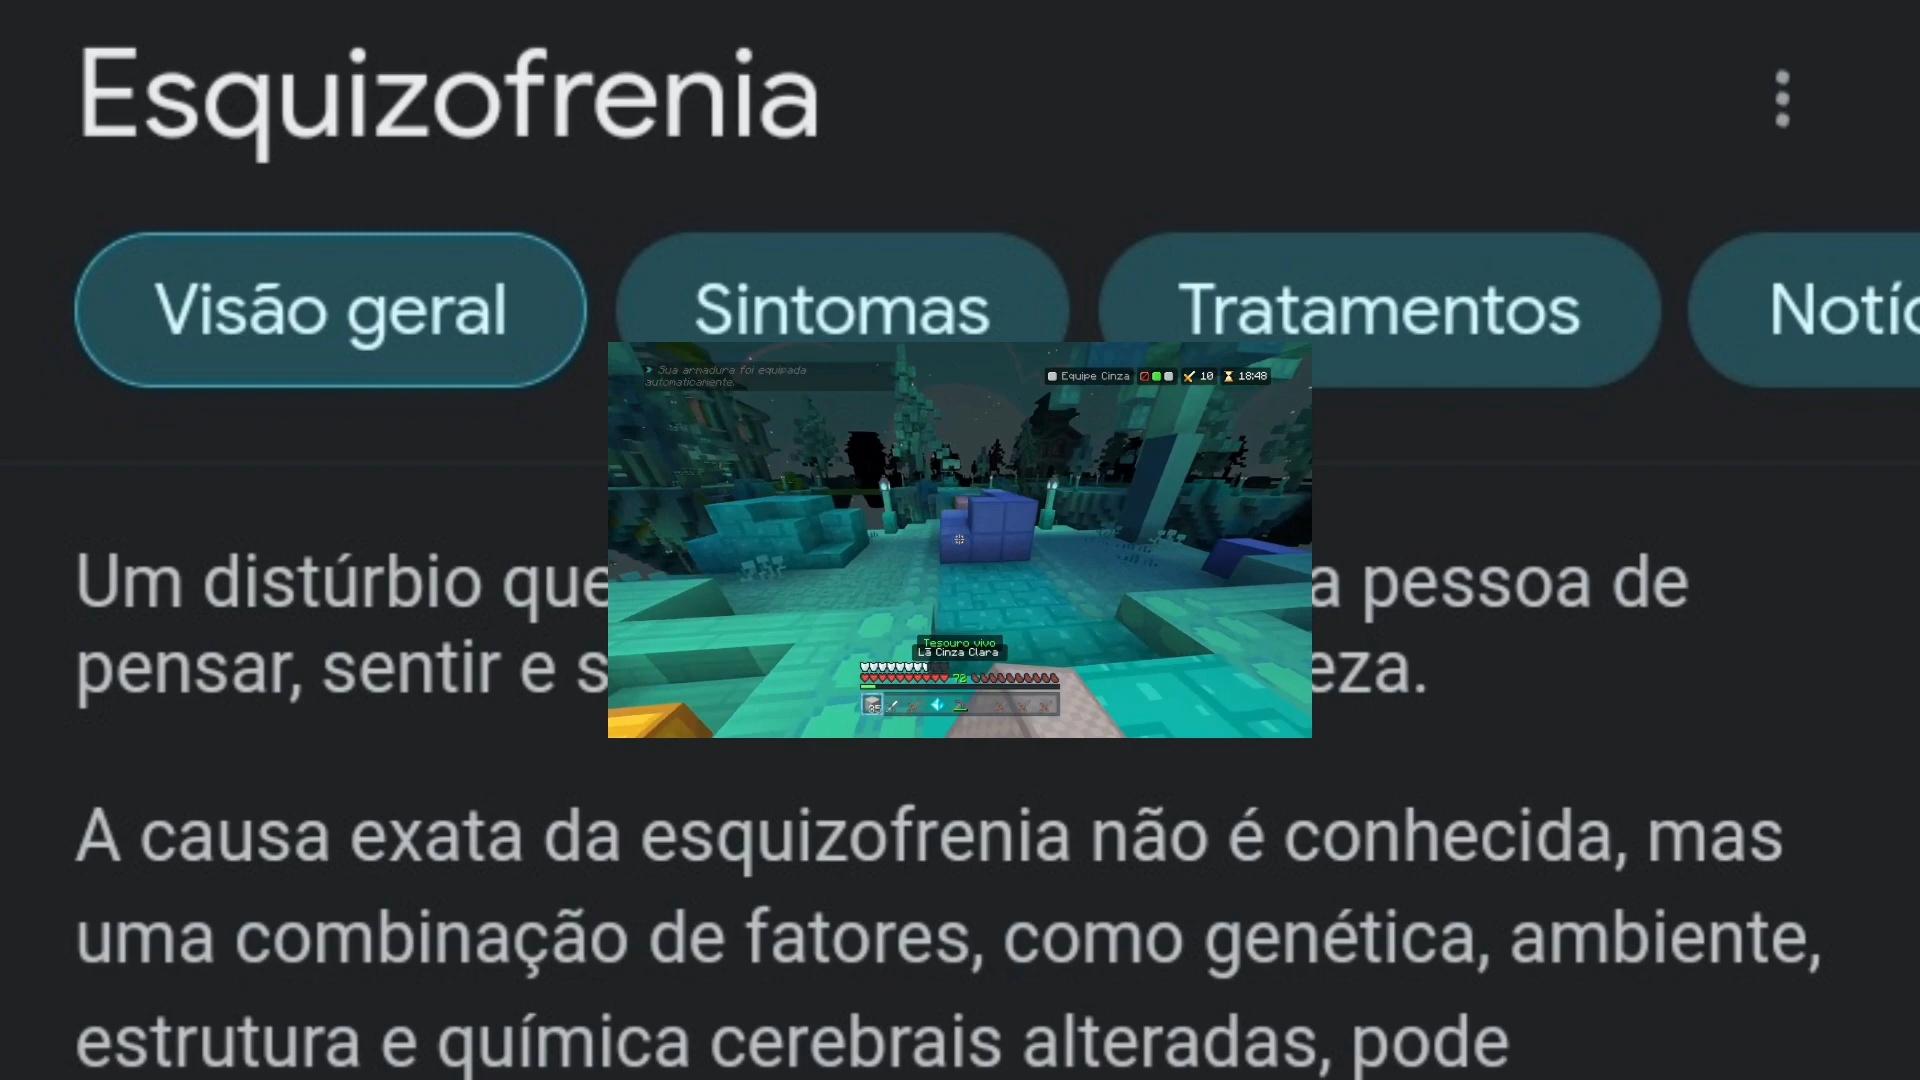 Esquizofrenia
Visão geral
Sintomas
Tratamentos
Sua armadura foi equipada
automaticamente.
Equipe Cinza
10
18:48
Um distúrbio que
a pessoa de
pensar, sentir e s
eza.
Tesouro vivo
Lã Cinza Clara
A causa exata da esquizofrenia não é conhecida, mas
uma combinação de fatores, como genética, ambiente,
estrutura e química cerebrais alteradas, pode